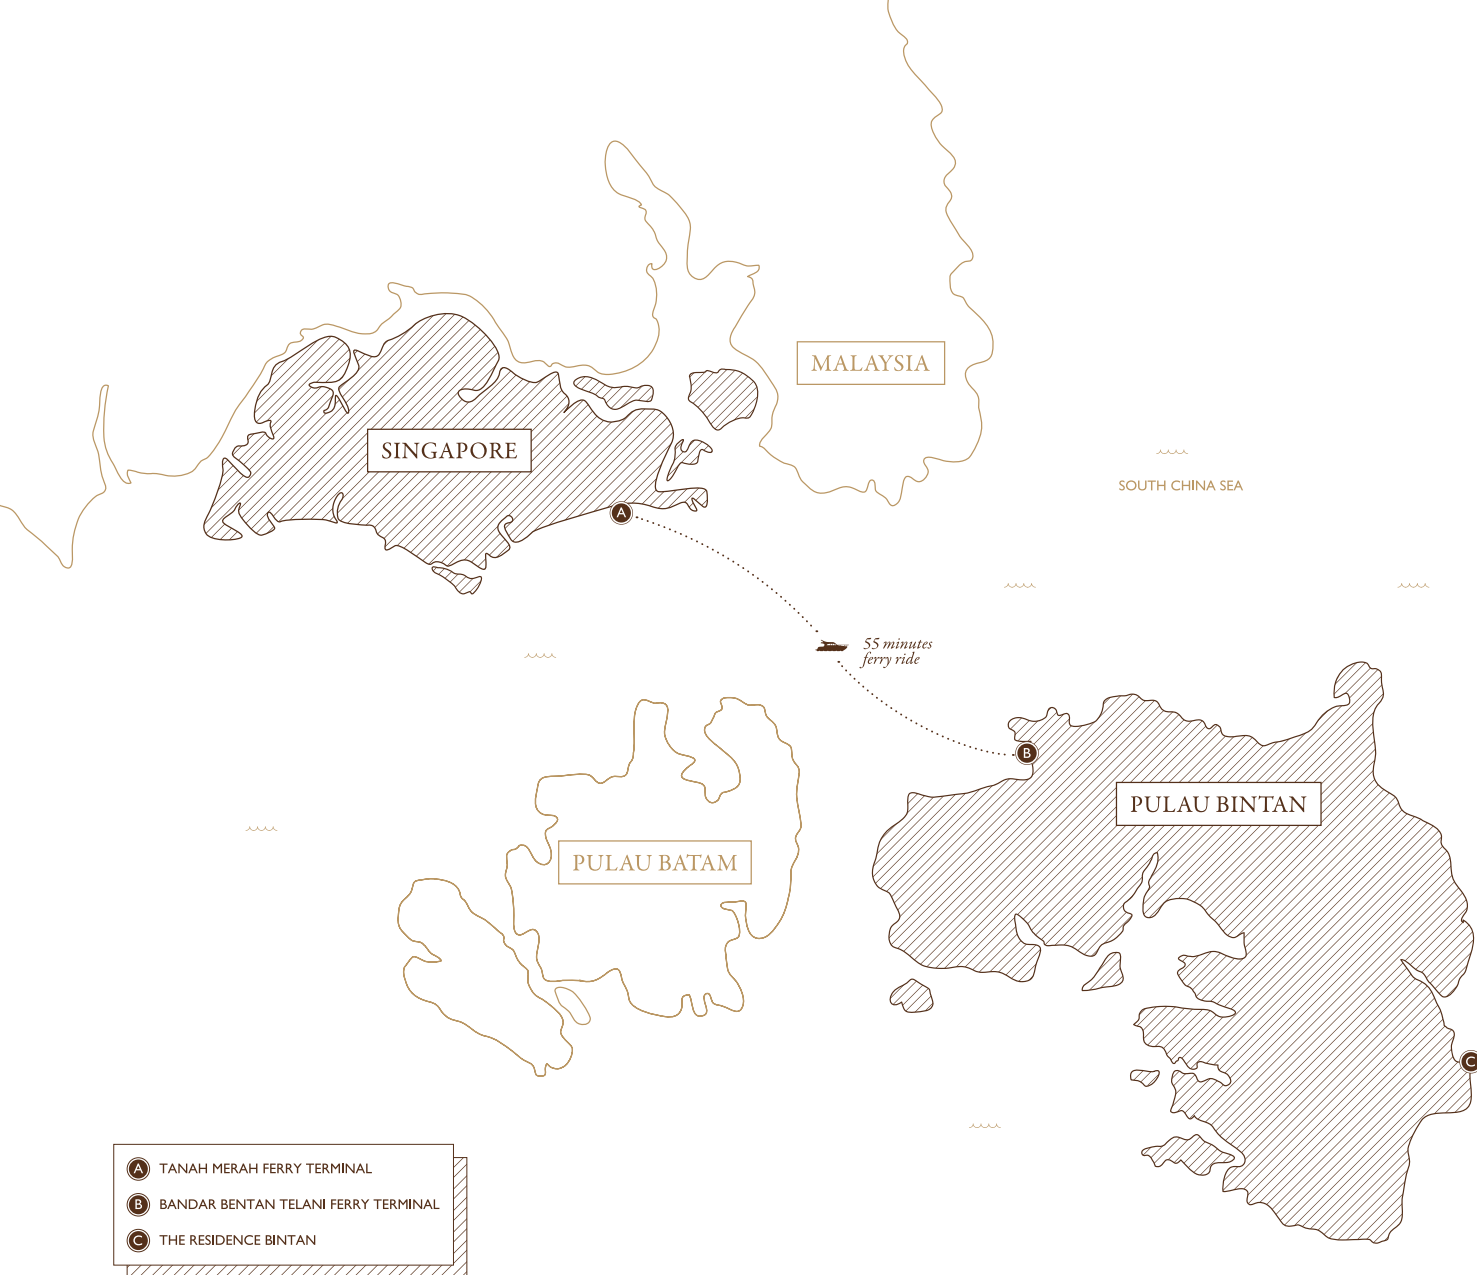 MALAYSIA
SINGAPORE
SOUTH CHINA SEA
A
55 minutes
ferry ride
B
PULAU BINTAN
PULAU BATAM
C
A TANAH MERAH FERRY TERMINAL
B BANDAR BENTAN TELANI FERRY TERMINAL
C THE RESIDENCE BINTAN